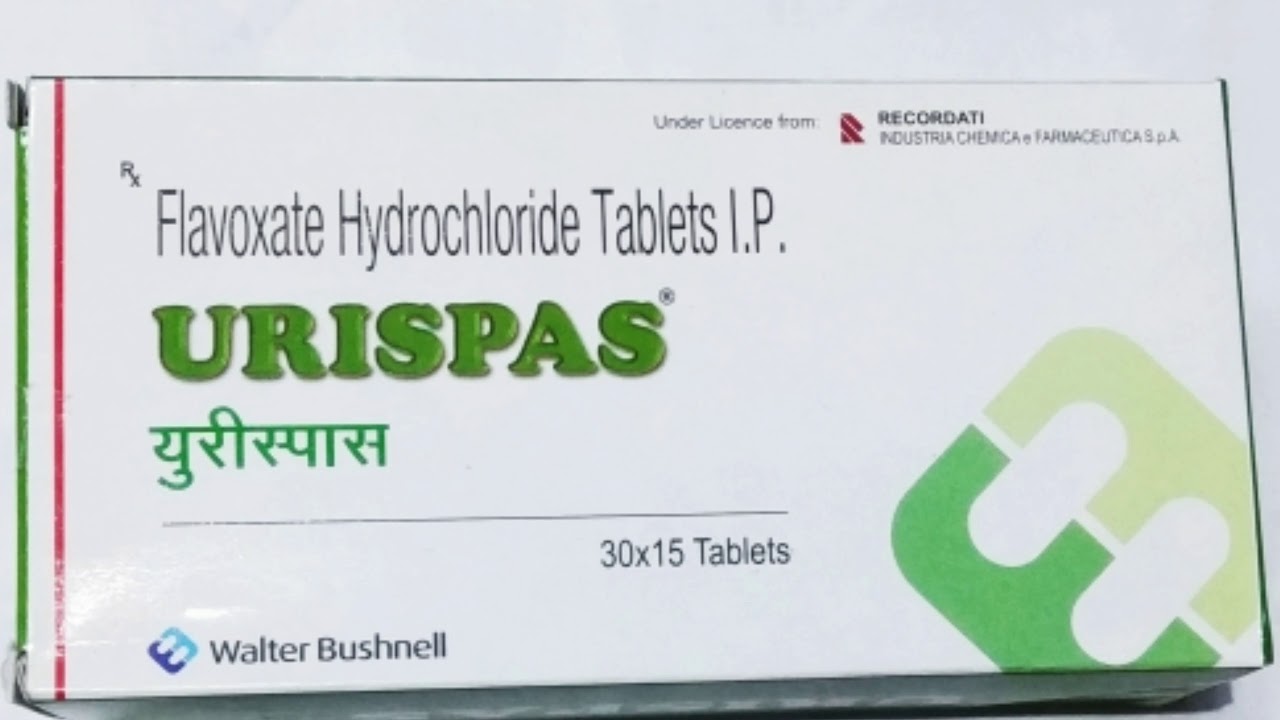 Under Licence from: RECORDATI
INDUSTRIA CHEMICA e FARMACEUTICA S.p.A.
Rx
Flavoxate Hydrochloride Tablets I.P.
URISPAS®
युरीस्पास
30x15 Tablets
Walter Bushnell